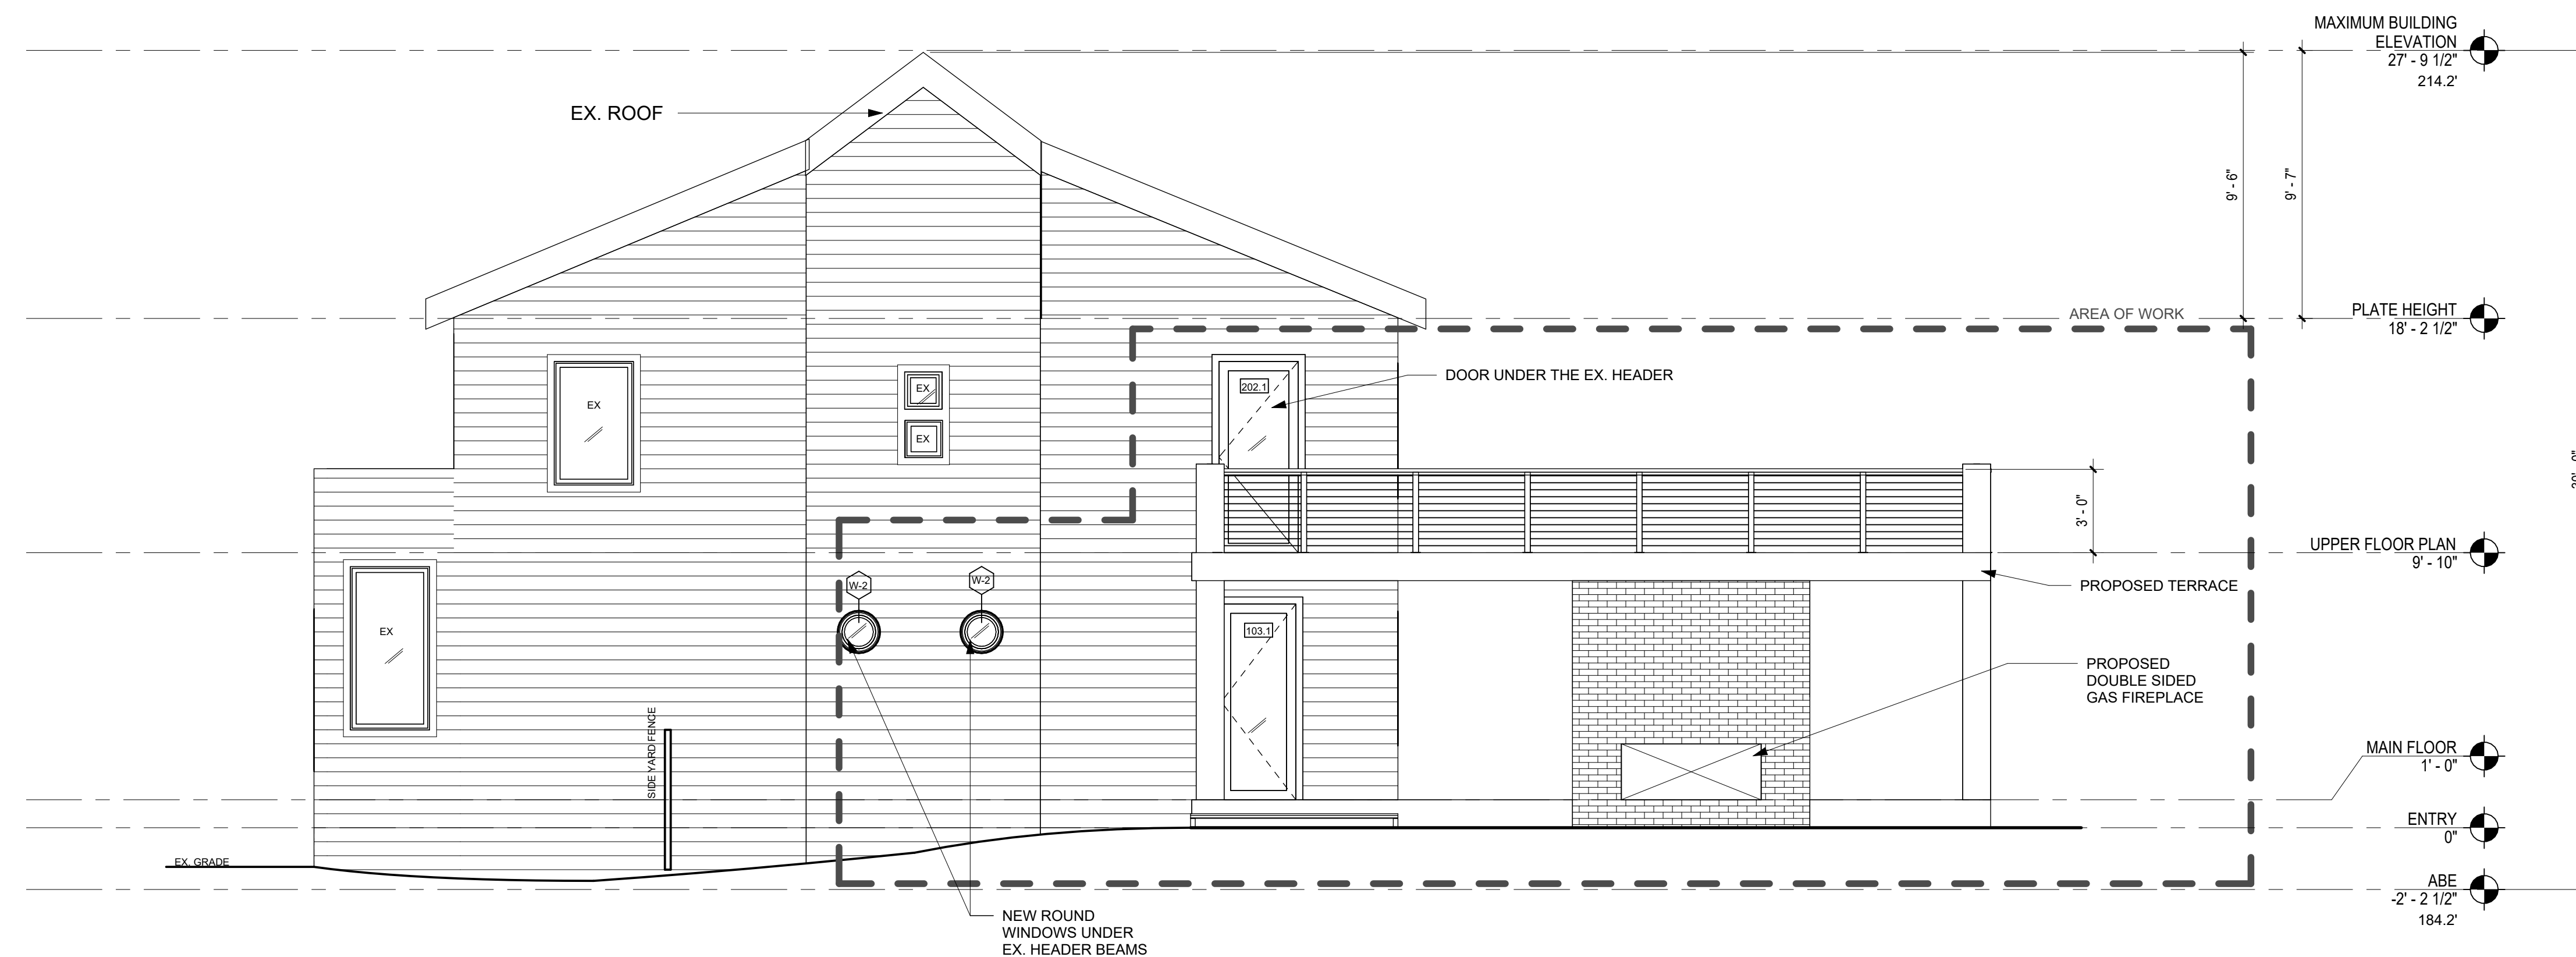 MAXIMUM BUILDING
ELEVATION
27' - 9 1/2"
214.2'
EX. ROOF
9' - 6"
9' - 7"
AREA OF WORK
PLATE HEIGHT
18' - 2 1/2"
DOOR UNDER THE EX. HEADER
202.1
EX
EX
EX
3' - 0"
UPPER FLOOR PLAN
9' - 10"
W-2
W-2
PROPOSED TERRACE
EX
103.1
PROPOSED
DOUBLE SIDED
GAS FIREPLACE
SIDE YARD FENCE
MAIN FLOOR
1' - 0"
ENTRY
0"
EX. GRADE
ABE
-2' - 2 1/2"
184.2'
NEW ROUND
WINDOWS UNDER
EX. HEADER BEAMS